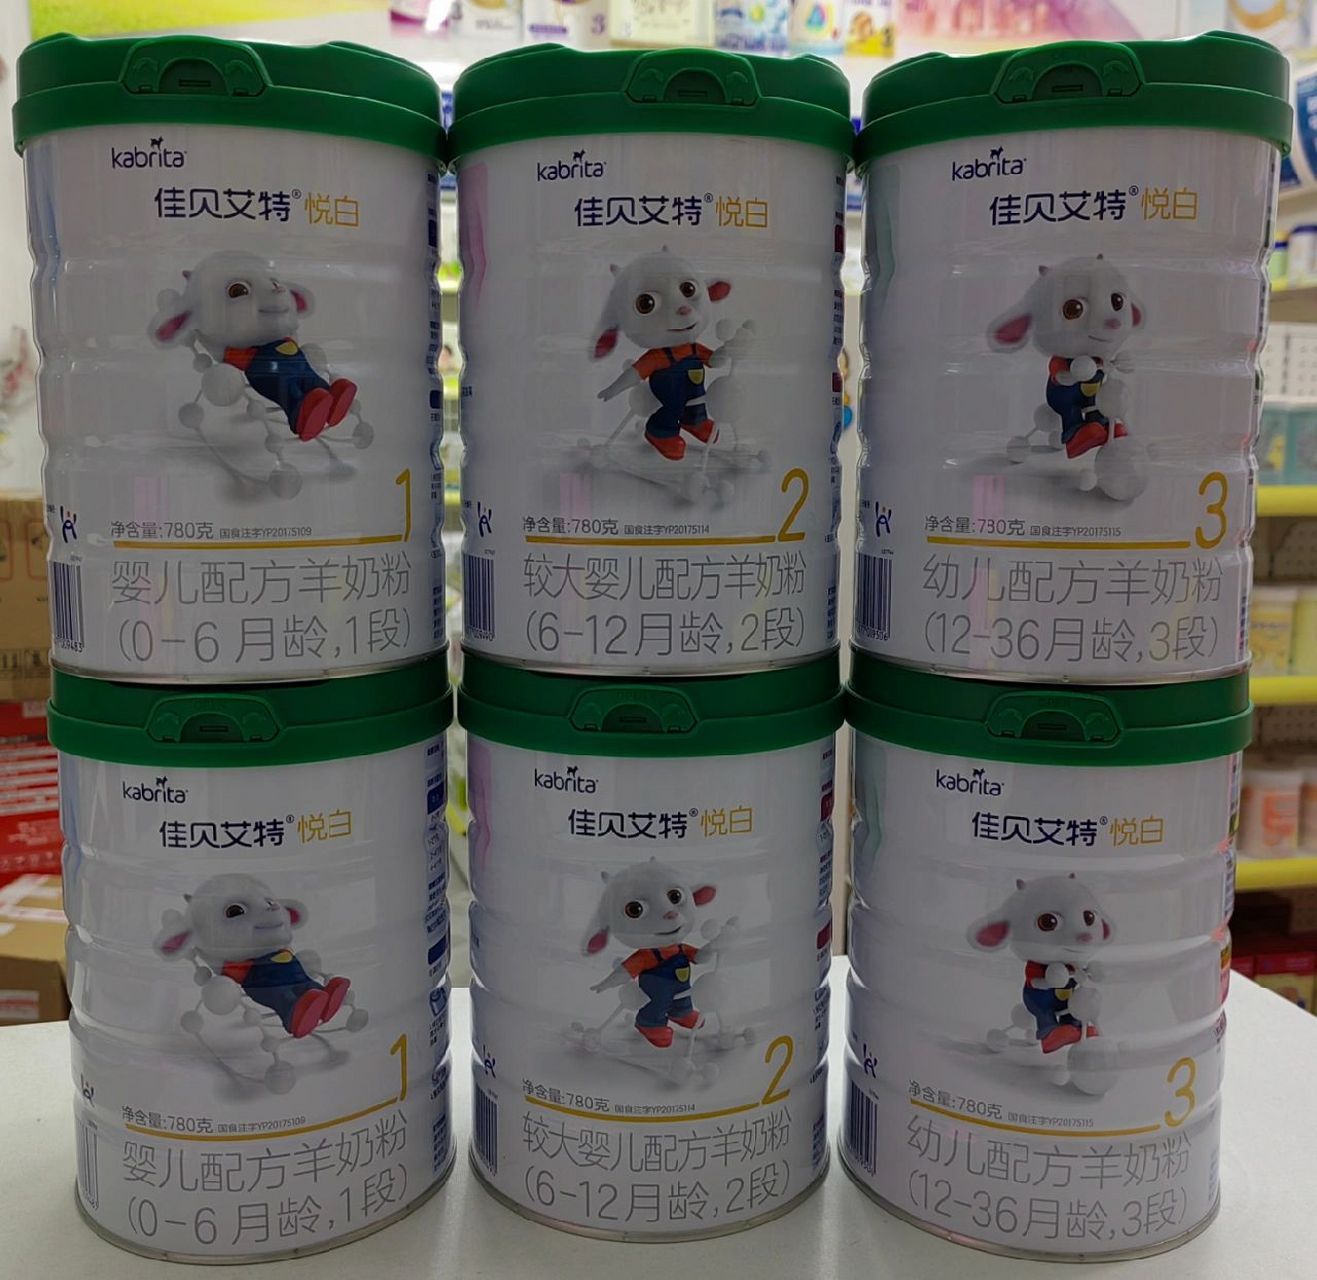 kabrita
佳贝艾特®悦白
1
净含量:780克 国食注字YP20175109
婴儿配方羊奶粉
(0-6月龄,1段)
kabrita
佳贝艾特®悦白
2
净含量:780克 国食注字YP20175114
较大婴儿配方羊奶粉
(6-12月龄,2段)
kabrita
佳贝艾特®悦白
3
净含量:780克 国食注字YP20175115
幼儿配方羊奶粉
(12-36月龄,3段)
kabrita
佳贝艾特®悦白
1
净含量:780克 国食注字YP20175109
婴儿配方羊奶粉
(0-6月龄,1段)
kabrita
佳贝艾特®悦白
2
净含量:780克 国食注字YP20175114
较大婴儿配方羊奶粉
(6-12月龄,2段)
kabrita
佳贝艾特®悦白
3
净含量:780克 国食注字YP20175115
幼儿配方羊奶粉
(12-36月龄,3段)